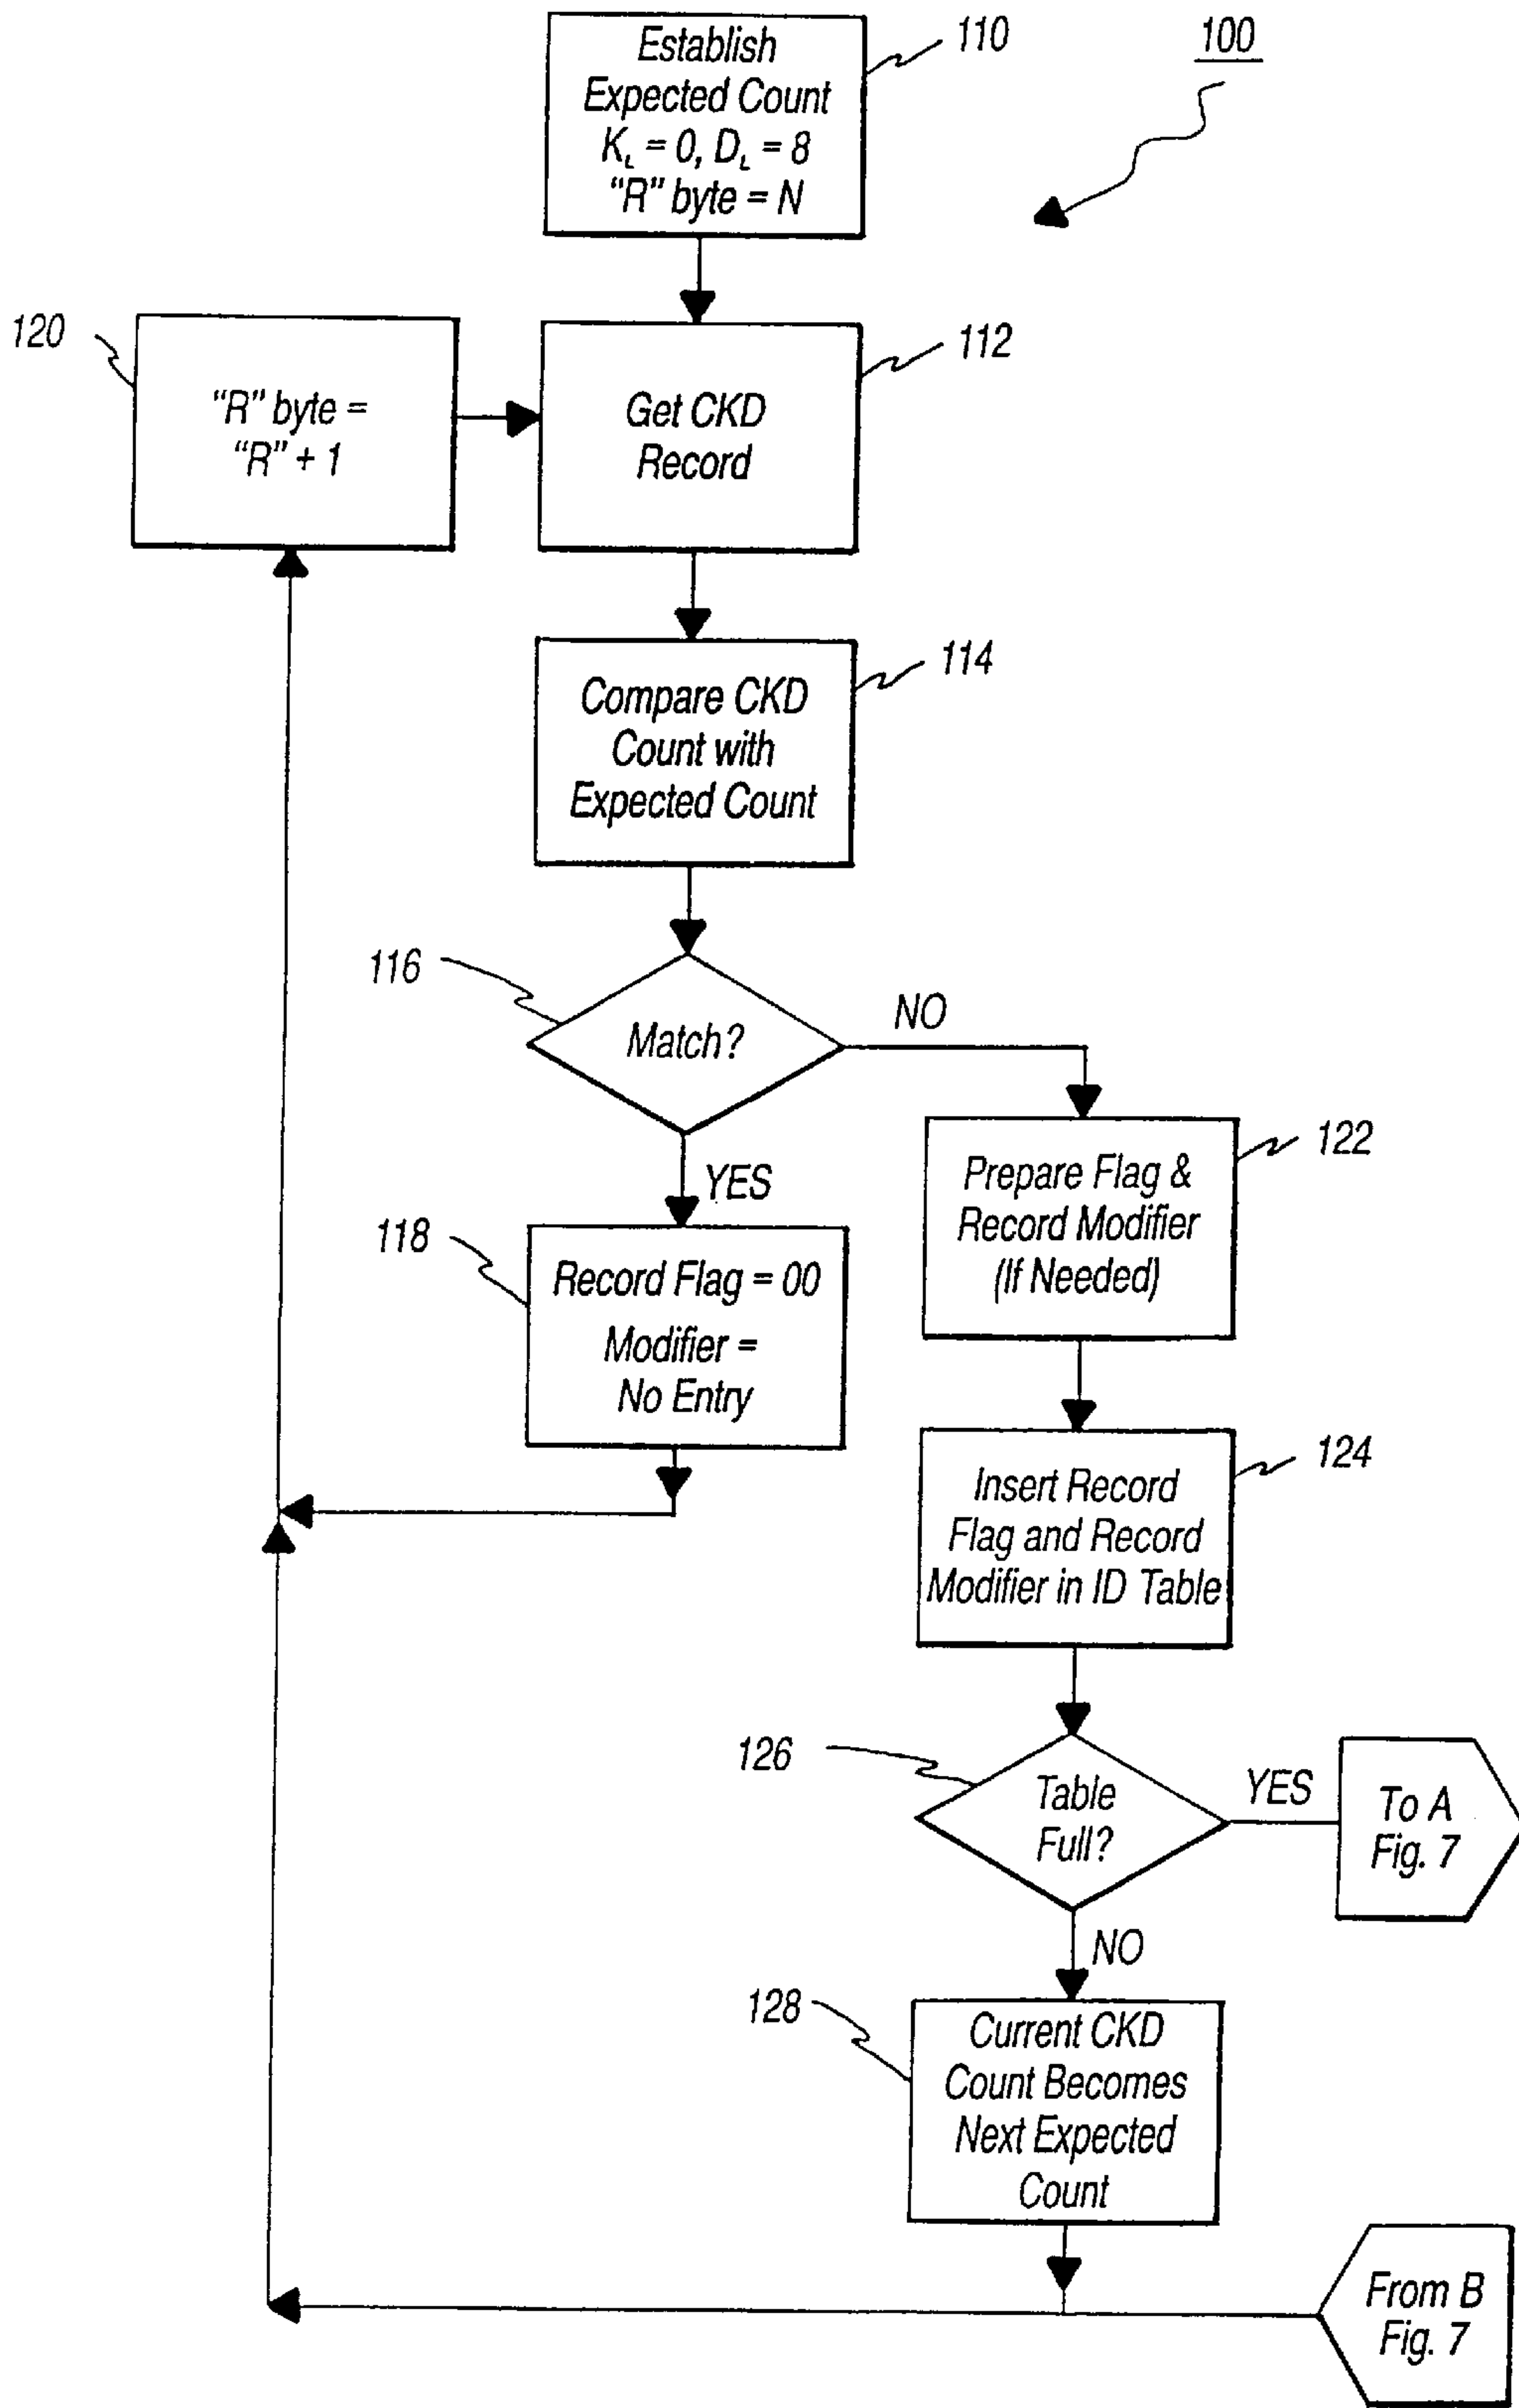 Establish
Expected Count
K_L = 0, D_L = 8
“R” byte = N
110
100
120
“R” byte =
“R” + 1
Get CKD
Record
112
Compare CKD
Count with
Expected Count
114
116
Match?
NO
YES
118
Record Flag = 00
Modifier =
No Entry
Prepare Flag &
Record Modifier
(If Needed)
122
Insert Record
Flag and Record
Modifier in ID Table
124
126
Table
Full?
YES
To A
Fig. 7
NO
128
Current CKD
Count Becomes
Next Expected
Count
From B
Fig. 7